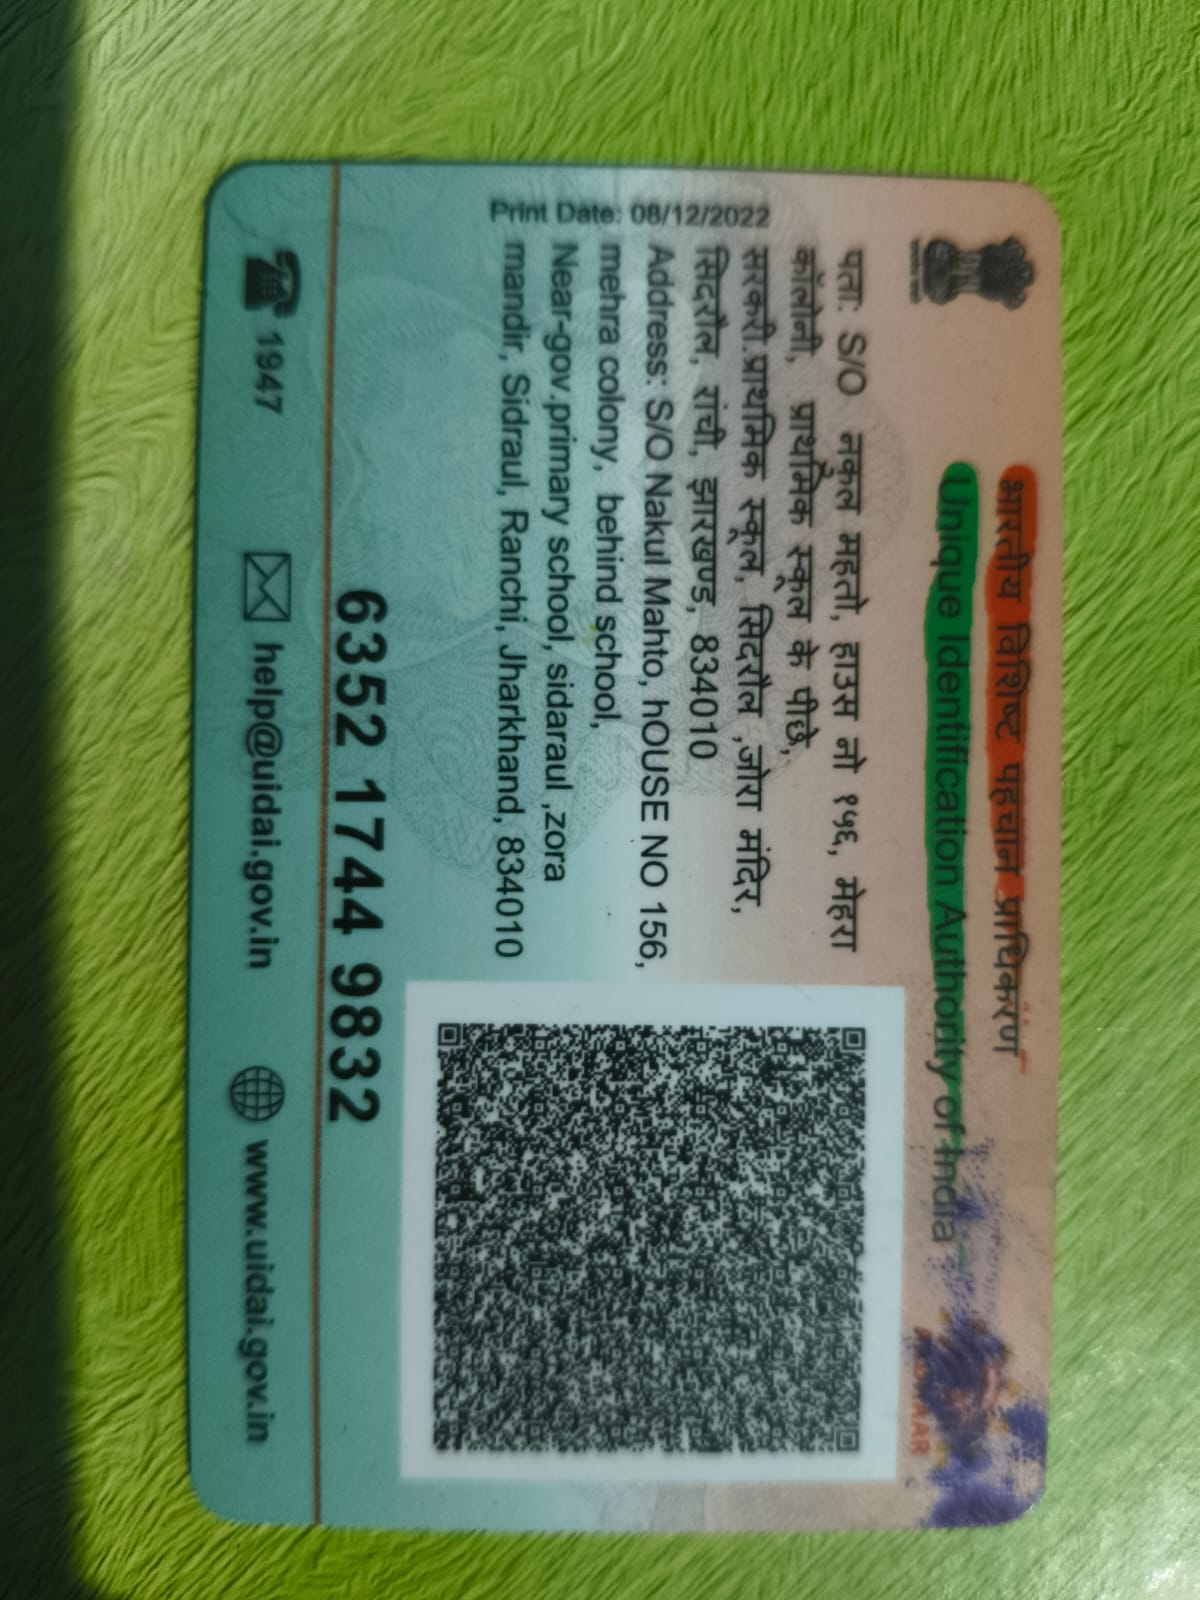 भारतीय विशिष्ट पहचान प्राधिकरण
Unique Identification Authority of India
AADHAAR
पता: S/O नकुल महतो, हाउस नो १५६, मेहरा
कॉलोनी, प्राथमिक स्कूल के पीछे,
सरकरी.प्राथमिक स्कूल, सिदरौल ,जोरा मंदिर,
सिदरौल, रांची, झारखण्ड, 834010
Address: S/O Nakul Mahto, hOUSE NO 156,
mehra colony, behind school,
Near-gov.primary school, sidaraul ,zora
mandir, Sidraul, Ranchi, Jharkhand, 834010
Print Date: 08/12/2022
6352 1744 9832
1947
help@uidai.gov.in
www.uidai.gov.in